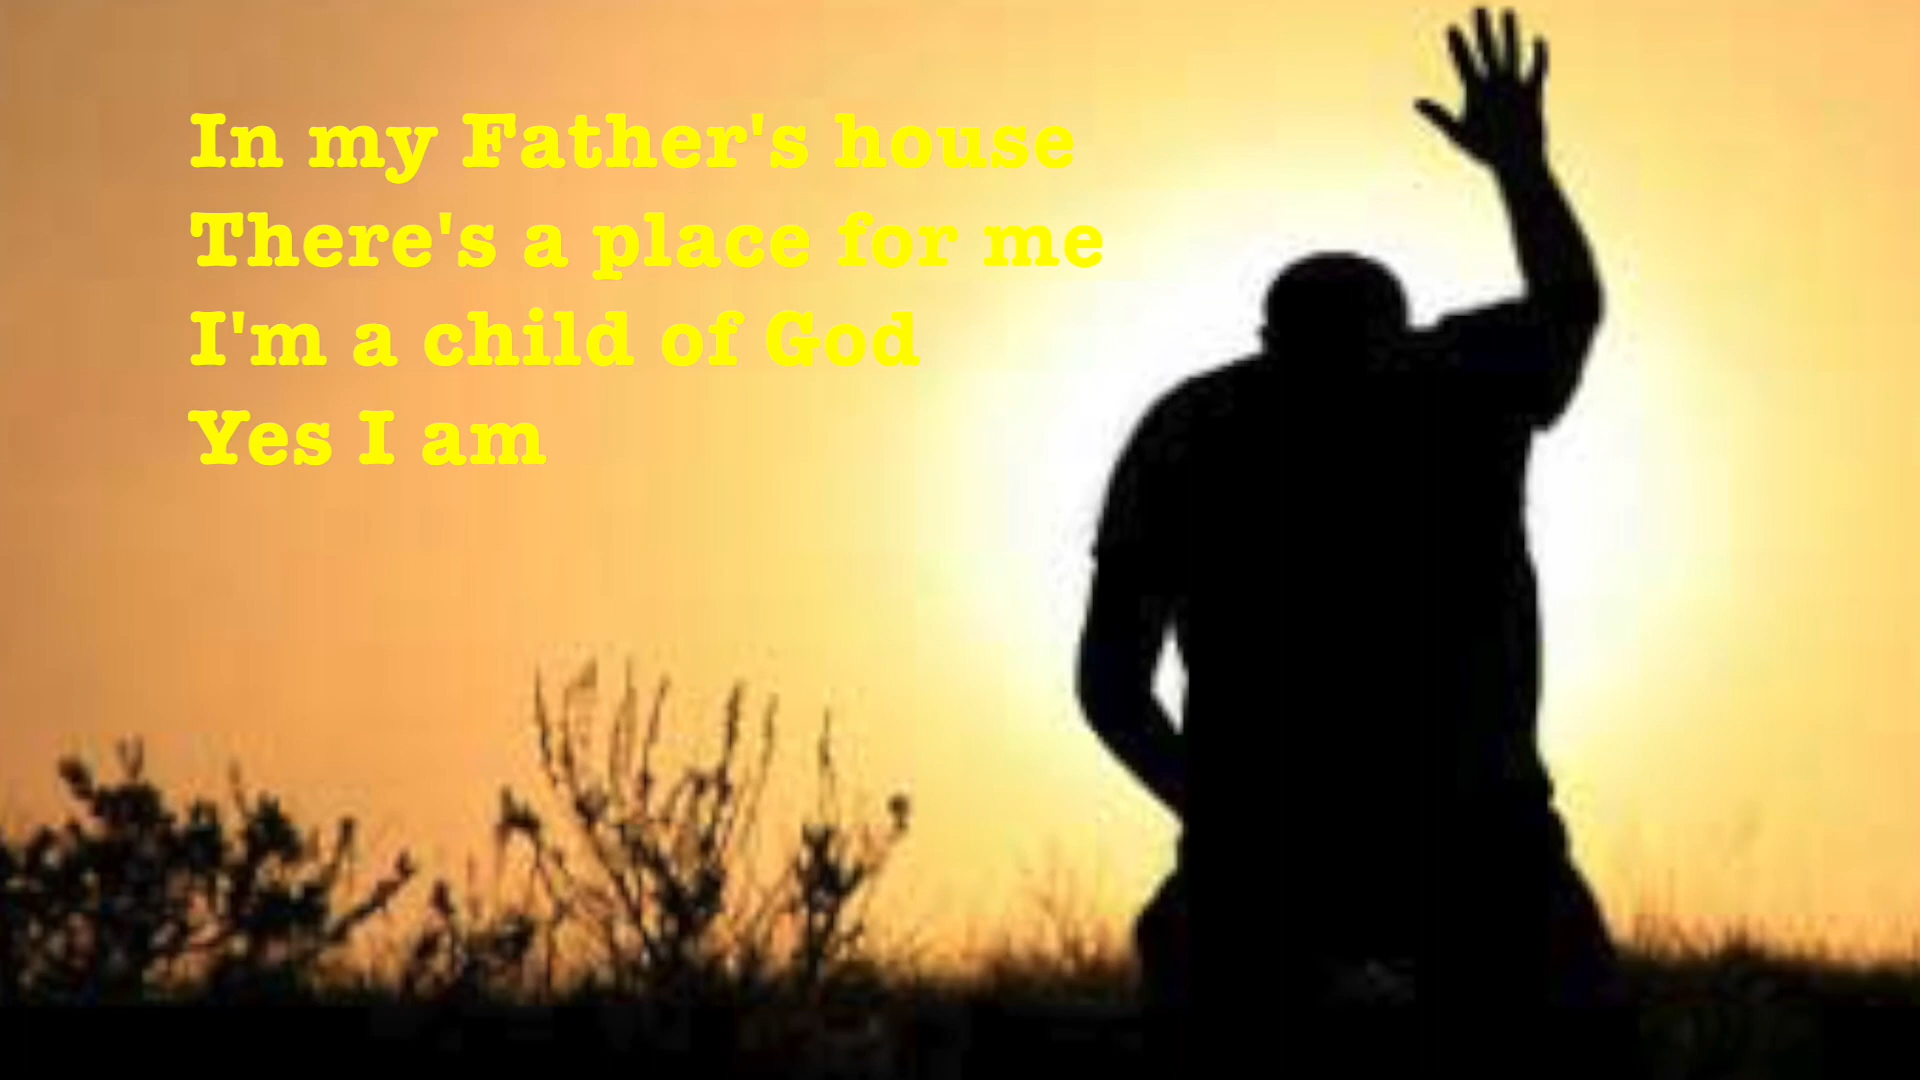 In my Father's house
There's a place for me
I'm a child of God
Yes I am